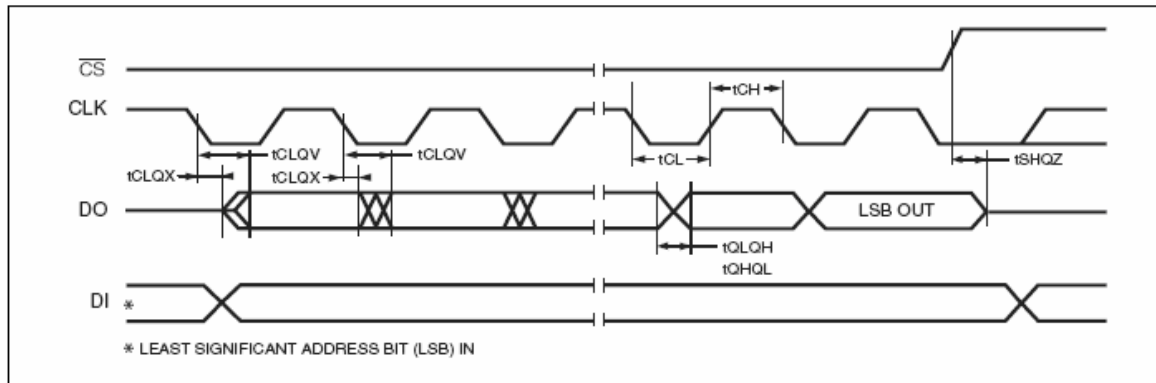 CS
CLK
tCH
tCLQV
tCLQV
tCL
tSHQZ
tCLQX
tCLQX
DO
LSB OUT
tQLQH
tQHQL
DI *
* LEAST SIGNIFICANT ADDRESS BIT (LSB) IN